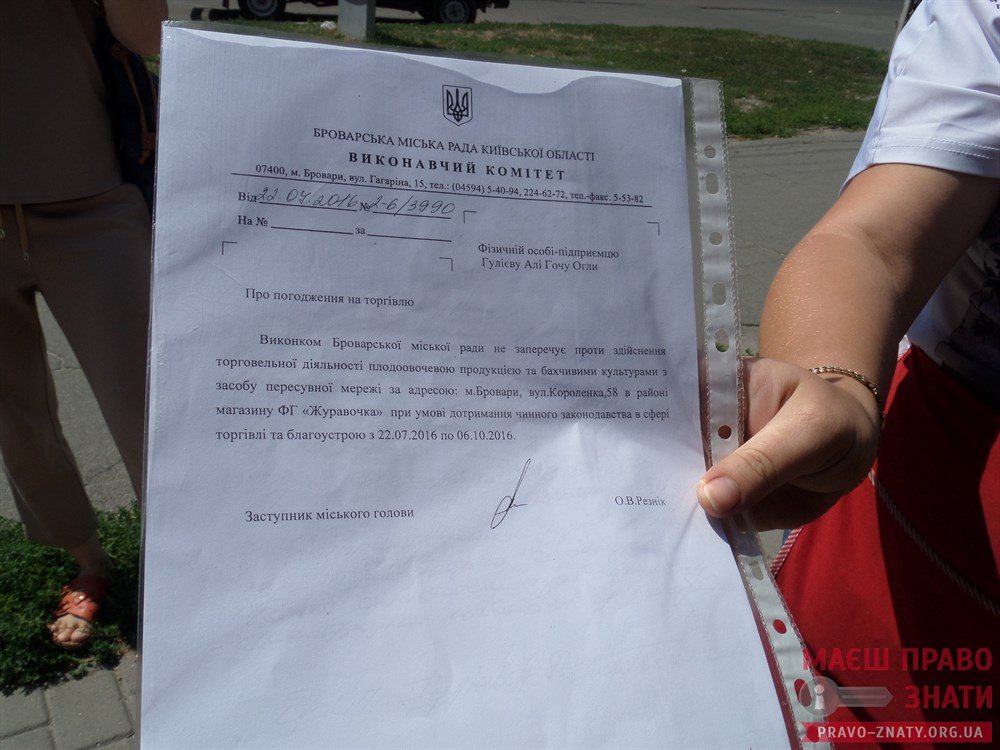 БРОВАРСЬКА МІСЬКА РАДА КИЇВСЬКОЇ ОБЛАСТІ
ВИКОНАВЧИЙ КОМІТЕТ
07400, м. Бровари, вул. Гагаріна, 15, тел.: (04594) 5-40-94, 224-62-72, тел.-факс: 5-53-82
Від 22.07.2016 № 2-6/3990
На № ____________ за ____________
Фізичній особі-підприємцю
Гулієву Алі Гочу Огли
Про погодження на торгівлю
Виконком Броварської міської ради не заперечує проти здійснення
торговельної діяльності плодоовочевою продукцією та бахчивими культурами з
засобу пересувної мережі за адресою: м.Бровари, вул.Короленка,58 в районі
магазину ФГ «Журавочка» при умові дотримання чинного законодавства в сфері
торгівлі та благоустрою з 22.07.2016 по 06.10.2016.
Заступник міського голови
О.В.Резнік
МАЄШ ПРАВО
ЗНАТИ
PRAVO-ZNATY.ORG.UA